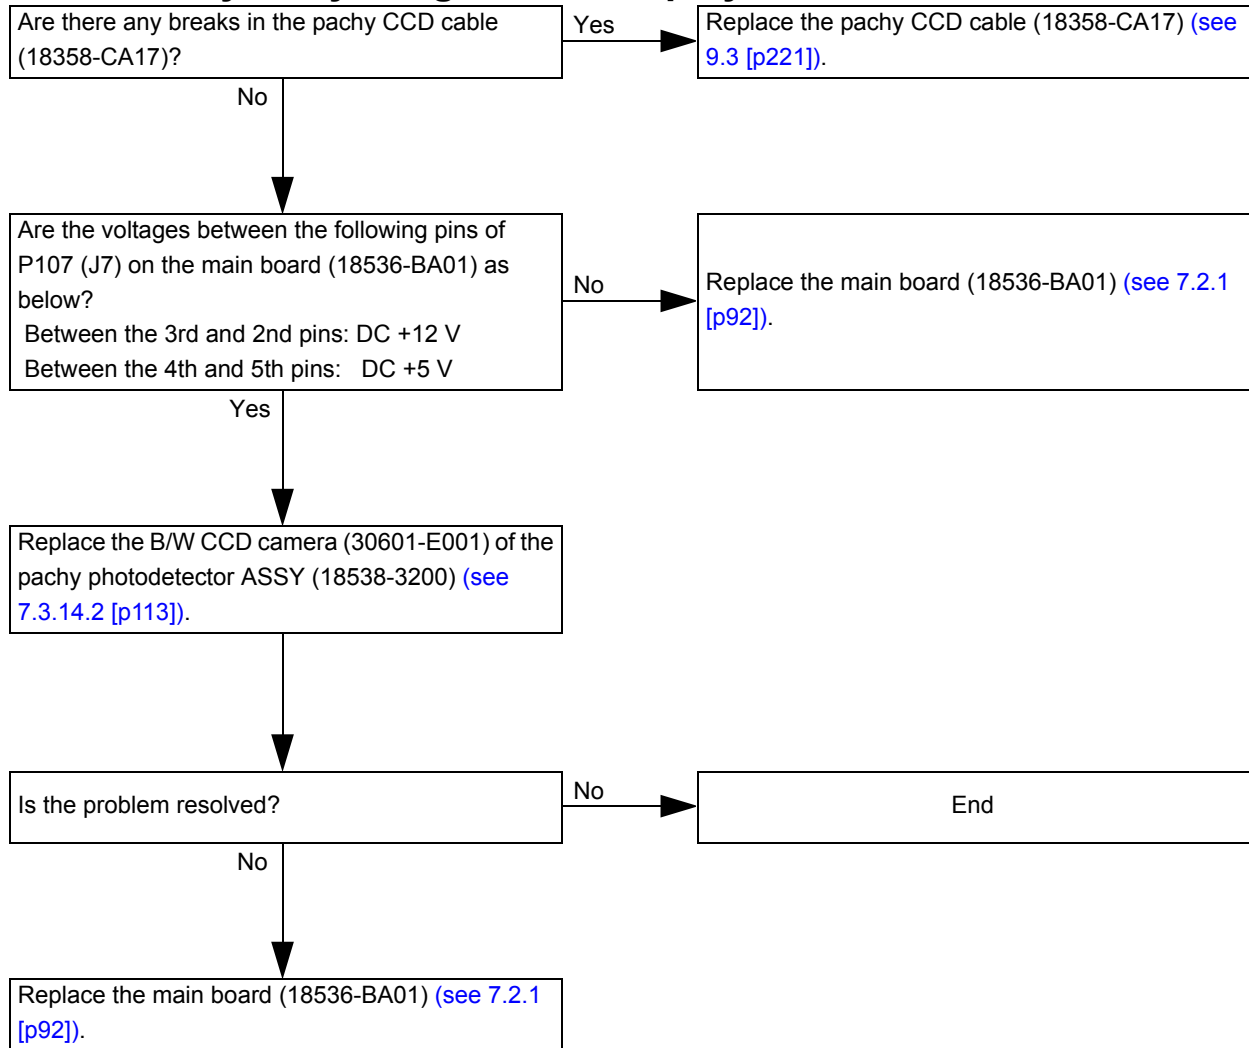 Are there any breaks in the pachy CCD cable
(18358-CA17)?
Yes
Replace the pachy CCD cable (18358-CA17) (see
9.3 [p221]).
No
Are the voltages between the following pins of
P107 (J7) on the main board (18536-BA01) as
below?
Between the 3rd and 2nd pins: DC +12 V
Between the 4th and 5th pins: DC +5 V
No
Replace the main board (18536-BA01) (see 7.2.1
[p92]).
Yes
Replace the B/W CCD camera (30601-E001) of the
pachy photodetector ASSY (18538-3200) (see
7.3.14.2 [p113]).
Is the problem resolved?
No
End
No
Replace the main board (18536-BA01) (see 7.2.1
[p92]).